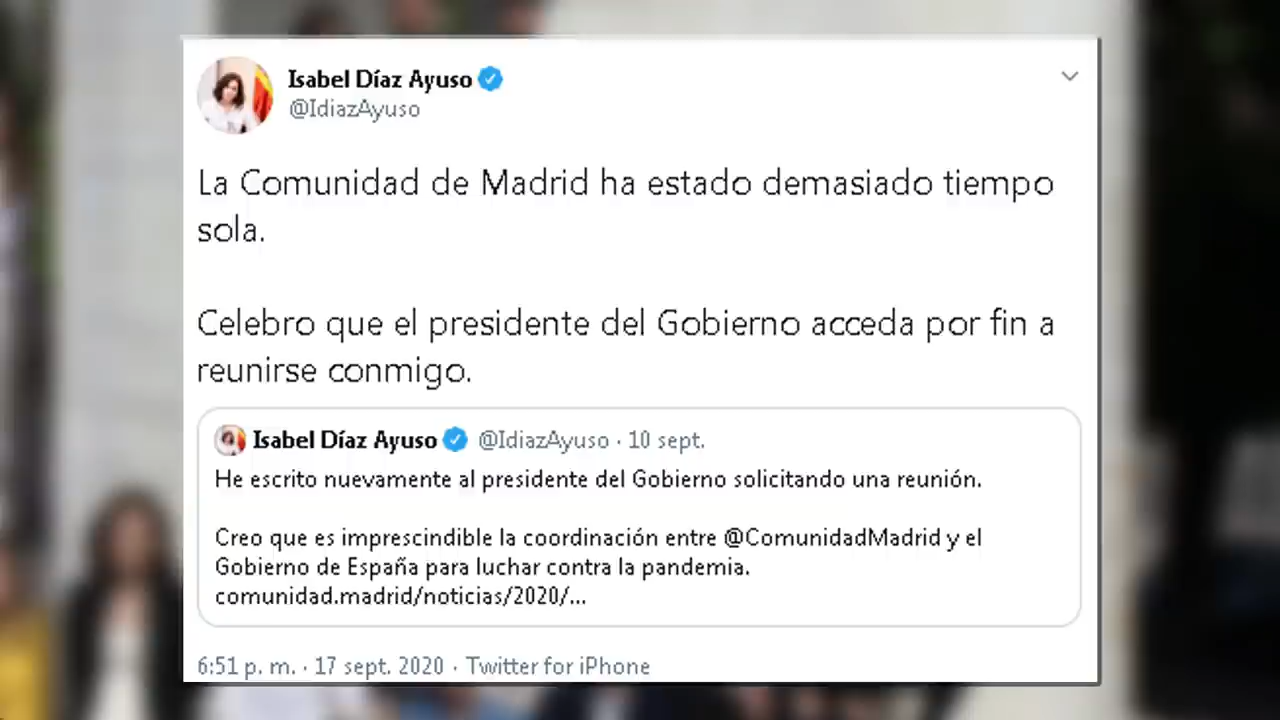 Isabel Díaz Ayuso
@IdiazAyuso
La Comunidad de Madrid ha estado demasiado tiempo
sola.
Celebro que el presidente del Gobierno acceda por fin a
reunirse conmigo.
Isabel Díaz Ayuso @IdiazAyuso · 10 sept.
He escrito nuevamente al presidente del Gobierno solicitando una reunión.
Creo que es imprescindible la coordinación entre @ComunidadMadrid y el
Gobierno de España para luchar contra la pandemia.
comunidad.madrid/noticias/2020/...
6:51 p. m. · 17 sept. 2020 · Twitter for iPhone